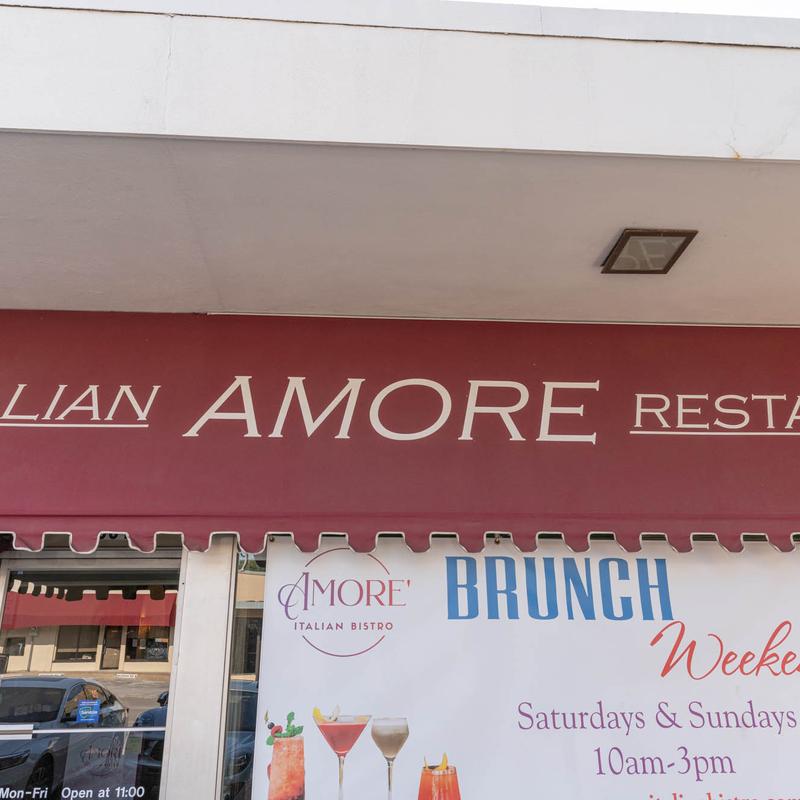 LIAN AMORE RESTA
AMORE'
ITALIAN BISTRO
BRUNCH
Weeke
Saturdays & Sundays
10am-3pm
Mon-Fri Open at 11:00